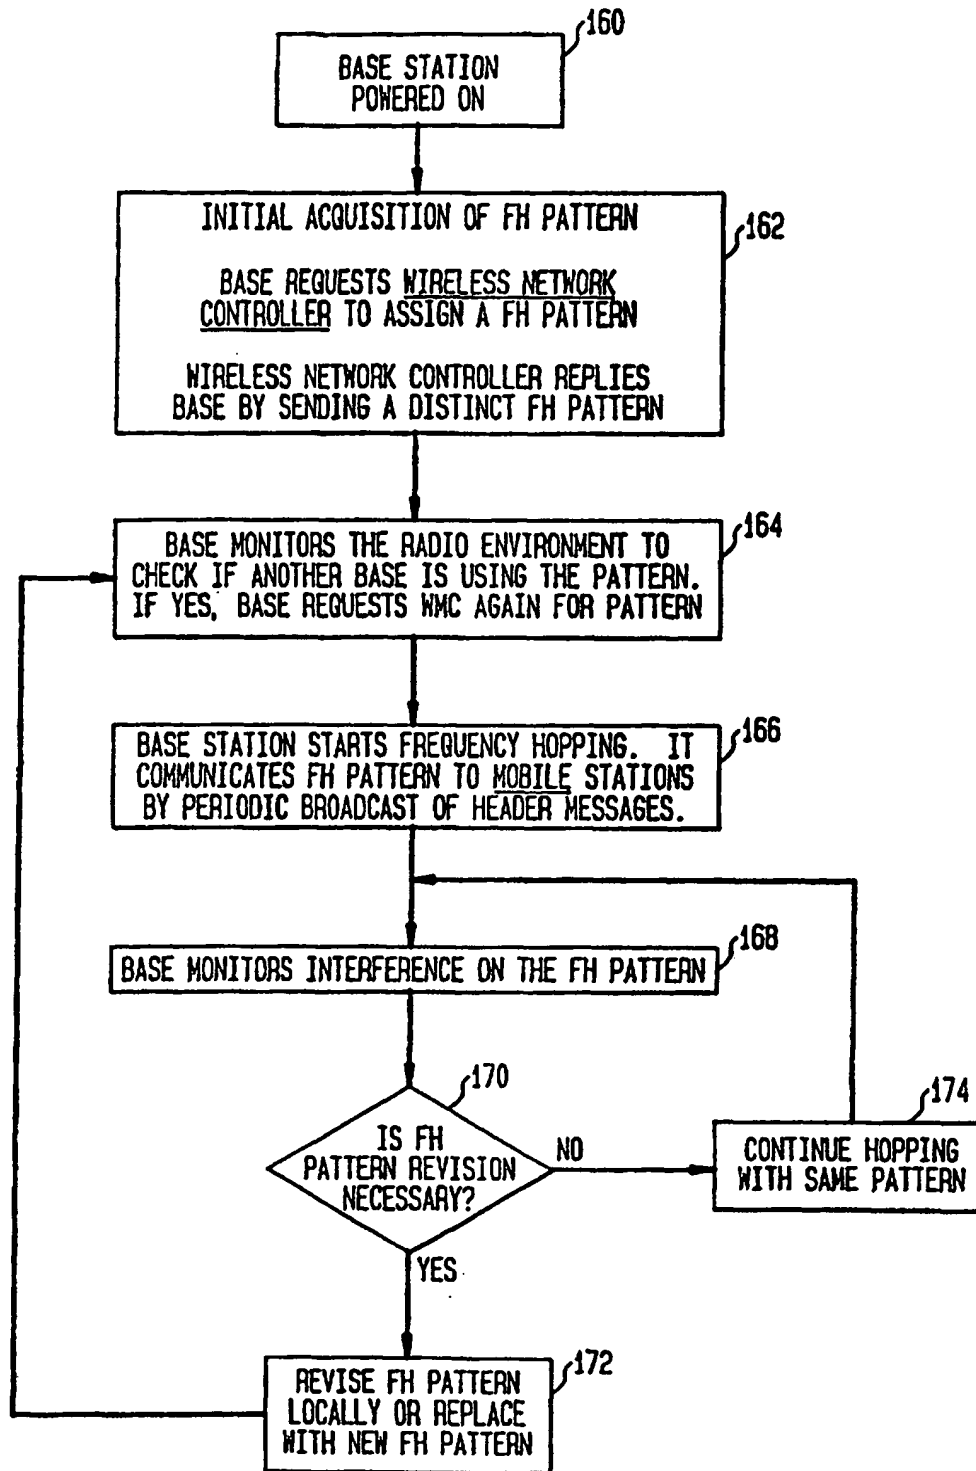 160
BASE STATION
POWERED ON
INITIAL ACQUISITION OF FH PATTERN
162
BASE REQUESTS WIRELESS NETWORK
CONTROLLER TO ASSIGN A FH PATTERN
WIRELESS NETWORK CONTROLLER REPLIES
BASE BY SENDING A DISTINCT FH PATTERN
164
BASE MONITORS THE RADIO ENVIRONMENT TO
CHECK IF ANOTHER BASE IS USING THE PATTERN.
IF YES, BASE REQUESTS WMC AGAIN FOR PATTERN
166
BASE STATION STARTS FREQUENCY HOPPING. IT
COMMUNICATES FH PATTERN TO MOBILE STATIONS
BY PERIODIC BROADCAST OF HEADER MESSAGES.
168
BASE MONITORS INTERFERENCE ON THE FH PATTERN
170
IS FH
PATTERN REVISION
NECESSARY?
NO
174
CONTINUE HOPPING
WITH SAME PATTERN
YES
172
REVISE FH PATTERN
LOCALLY OR REPLACE
WITH NEW FH PATTERN